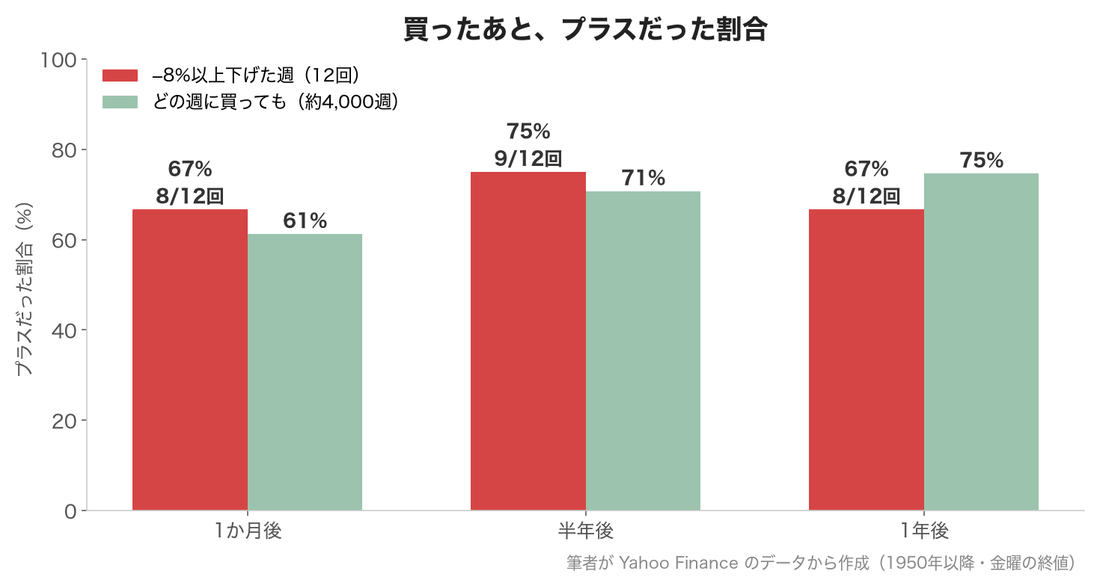 買ったあと、プラスだった割合
100
80
60
40
20
0
プラスだった割合（%）
–8%以上下げた週（12回）
どの週に買っても（約4,000週）
67%
8/12回
61%
75%
9/12回
71%
67%
8/12回
75%
1か月後
半年後
1年後
筆者が Yahoo Finance のデータから作成（1950年以降・金曜の終値）